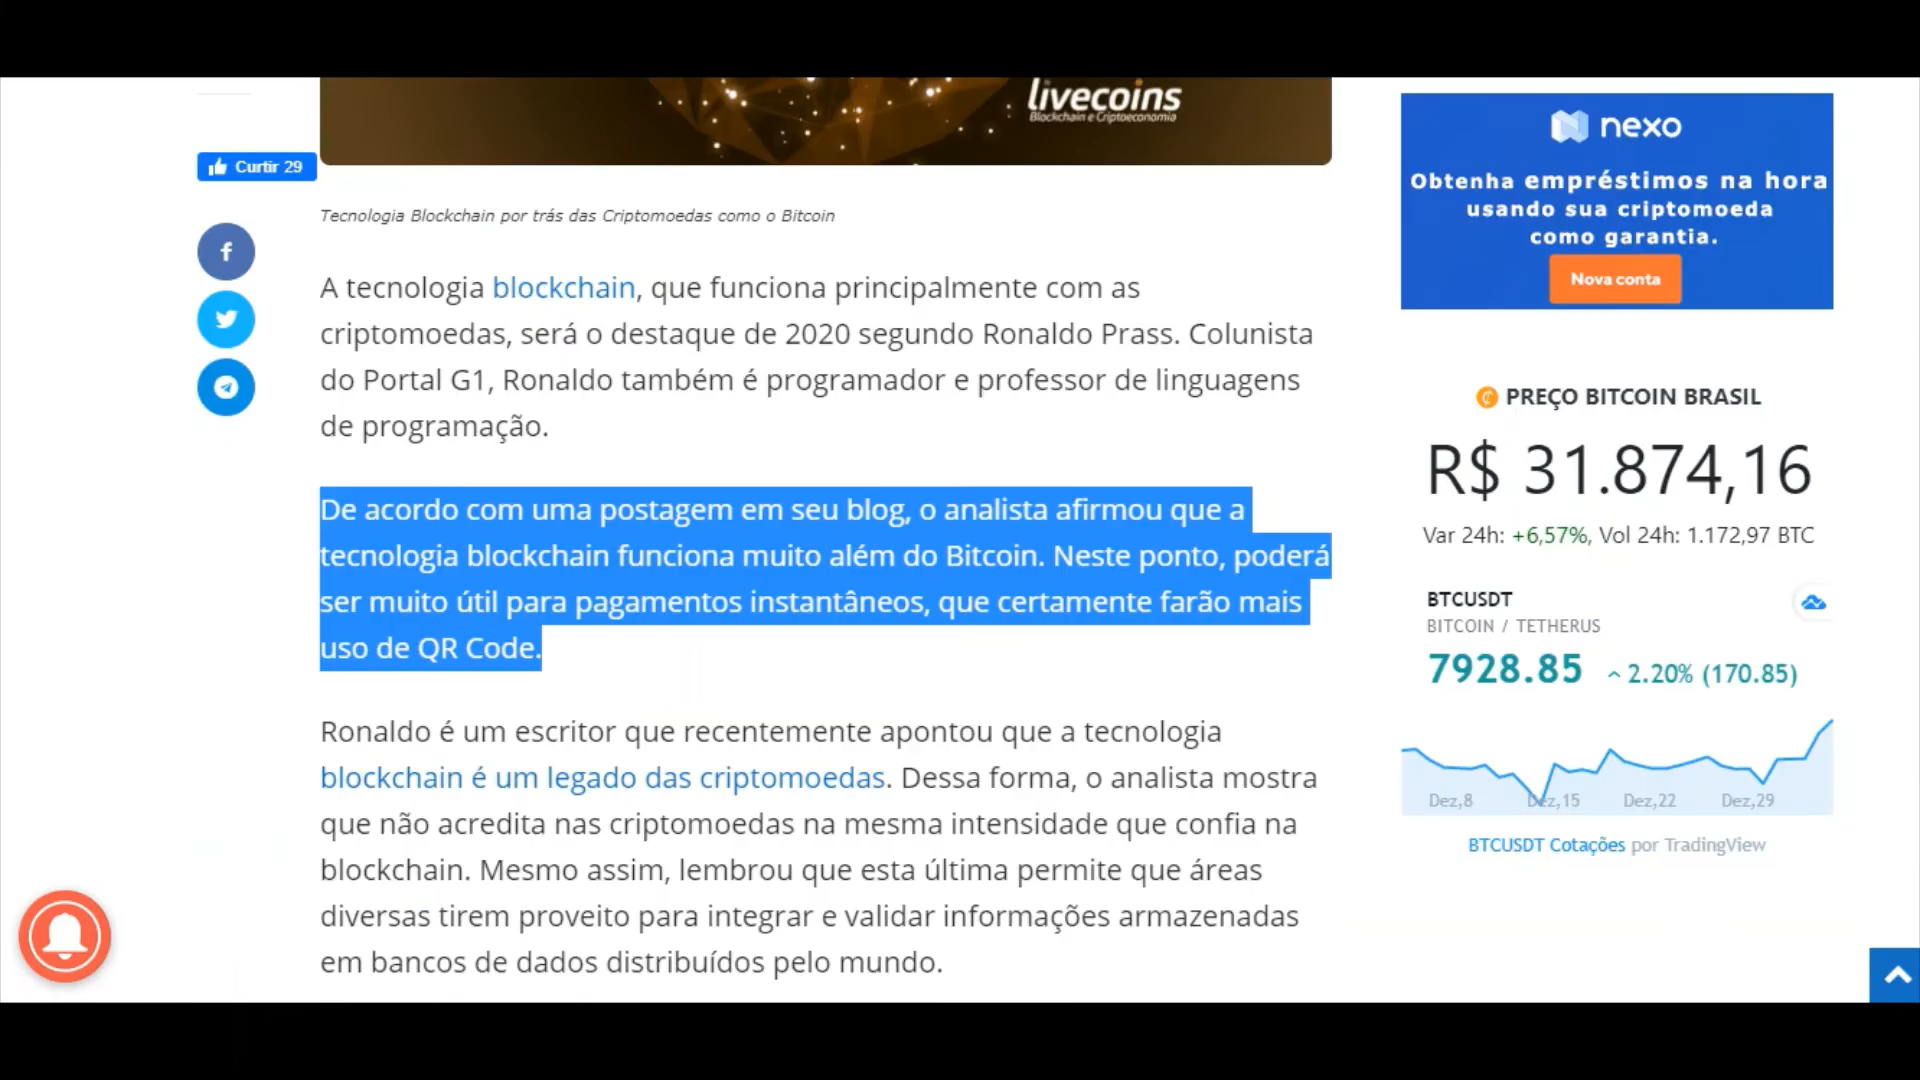 livecoins
Blockchain e Criptoeconomia
Curtir 29
Tecnologia Blockchain por trás das Criptomoedas como o Bitcoin
A tecnologia blockchain, que funciona principalmente com as
criptomoedas, será o destaque de 2020 segundo Ronaldo Prass. Colunista
do Portal G1, Ronaldo também é programador e professor de linguagens
de programação.
De acordo com uma postagem em seu blog, o analista afirmou que a
tecnologia blockchain funciona muito além do Bitcoin. Neste ponto, poderá
ser muito útil para pagamentos instantâneos, que certamente farão mais
uso de QR Code.
Ronaldo é um escritor que recentemente apontou que a tecnologia
blockchain é um legado das criptomoedas. Dessa forma, o analista mostra
que não acredita nas criptomoedas na mesma intensidade que confia na
blockchain. Mesmo assim, lembrou que esta última permite que áreas
diversas tirem proveito para integrar e validar informações armazenadas
em bancos de dados distribuídos pelo mundo.
nexo
Obtenha empréstimos na hora
usando sua criptomoeda
como garantia.
Nova conta
PREÇO BITCOIN BRASIL
R$ 31.874,16
Var 24h: +6,57%, Vol 24h: 1.172,97 BTC
BTCUSDT
BITCOIN / TETHERUS
7928.85 2.20% (170.85)
Dez,8 Dez,15 Dez,22 Dez,29
BTCUSDT Cotações por TradingView